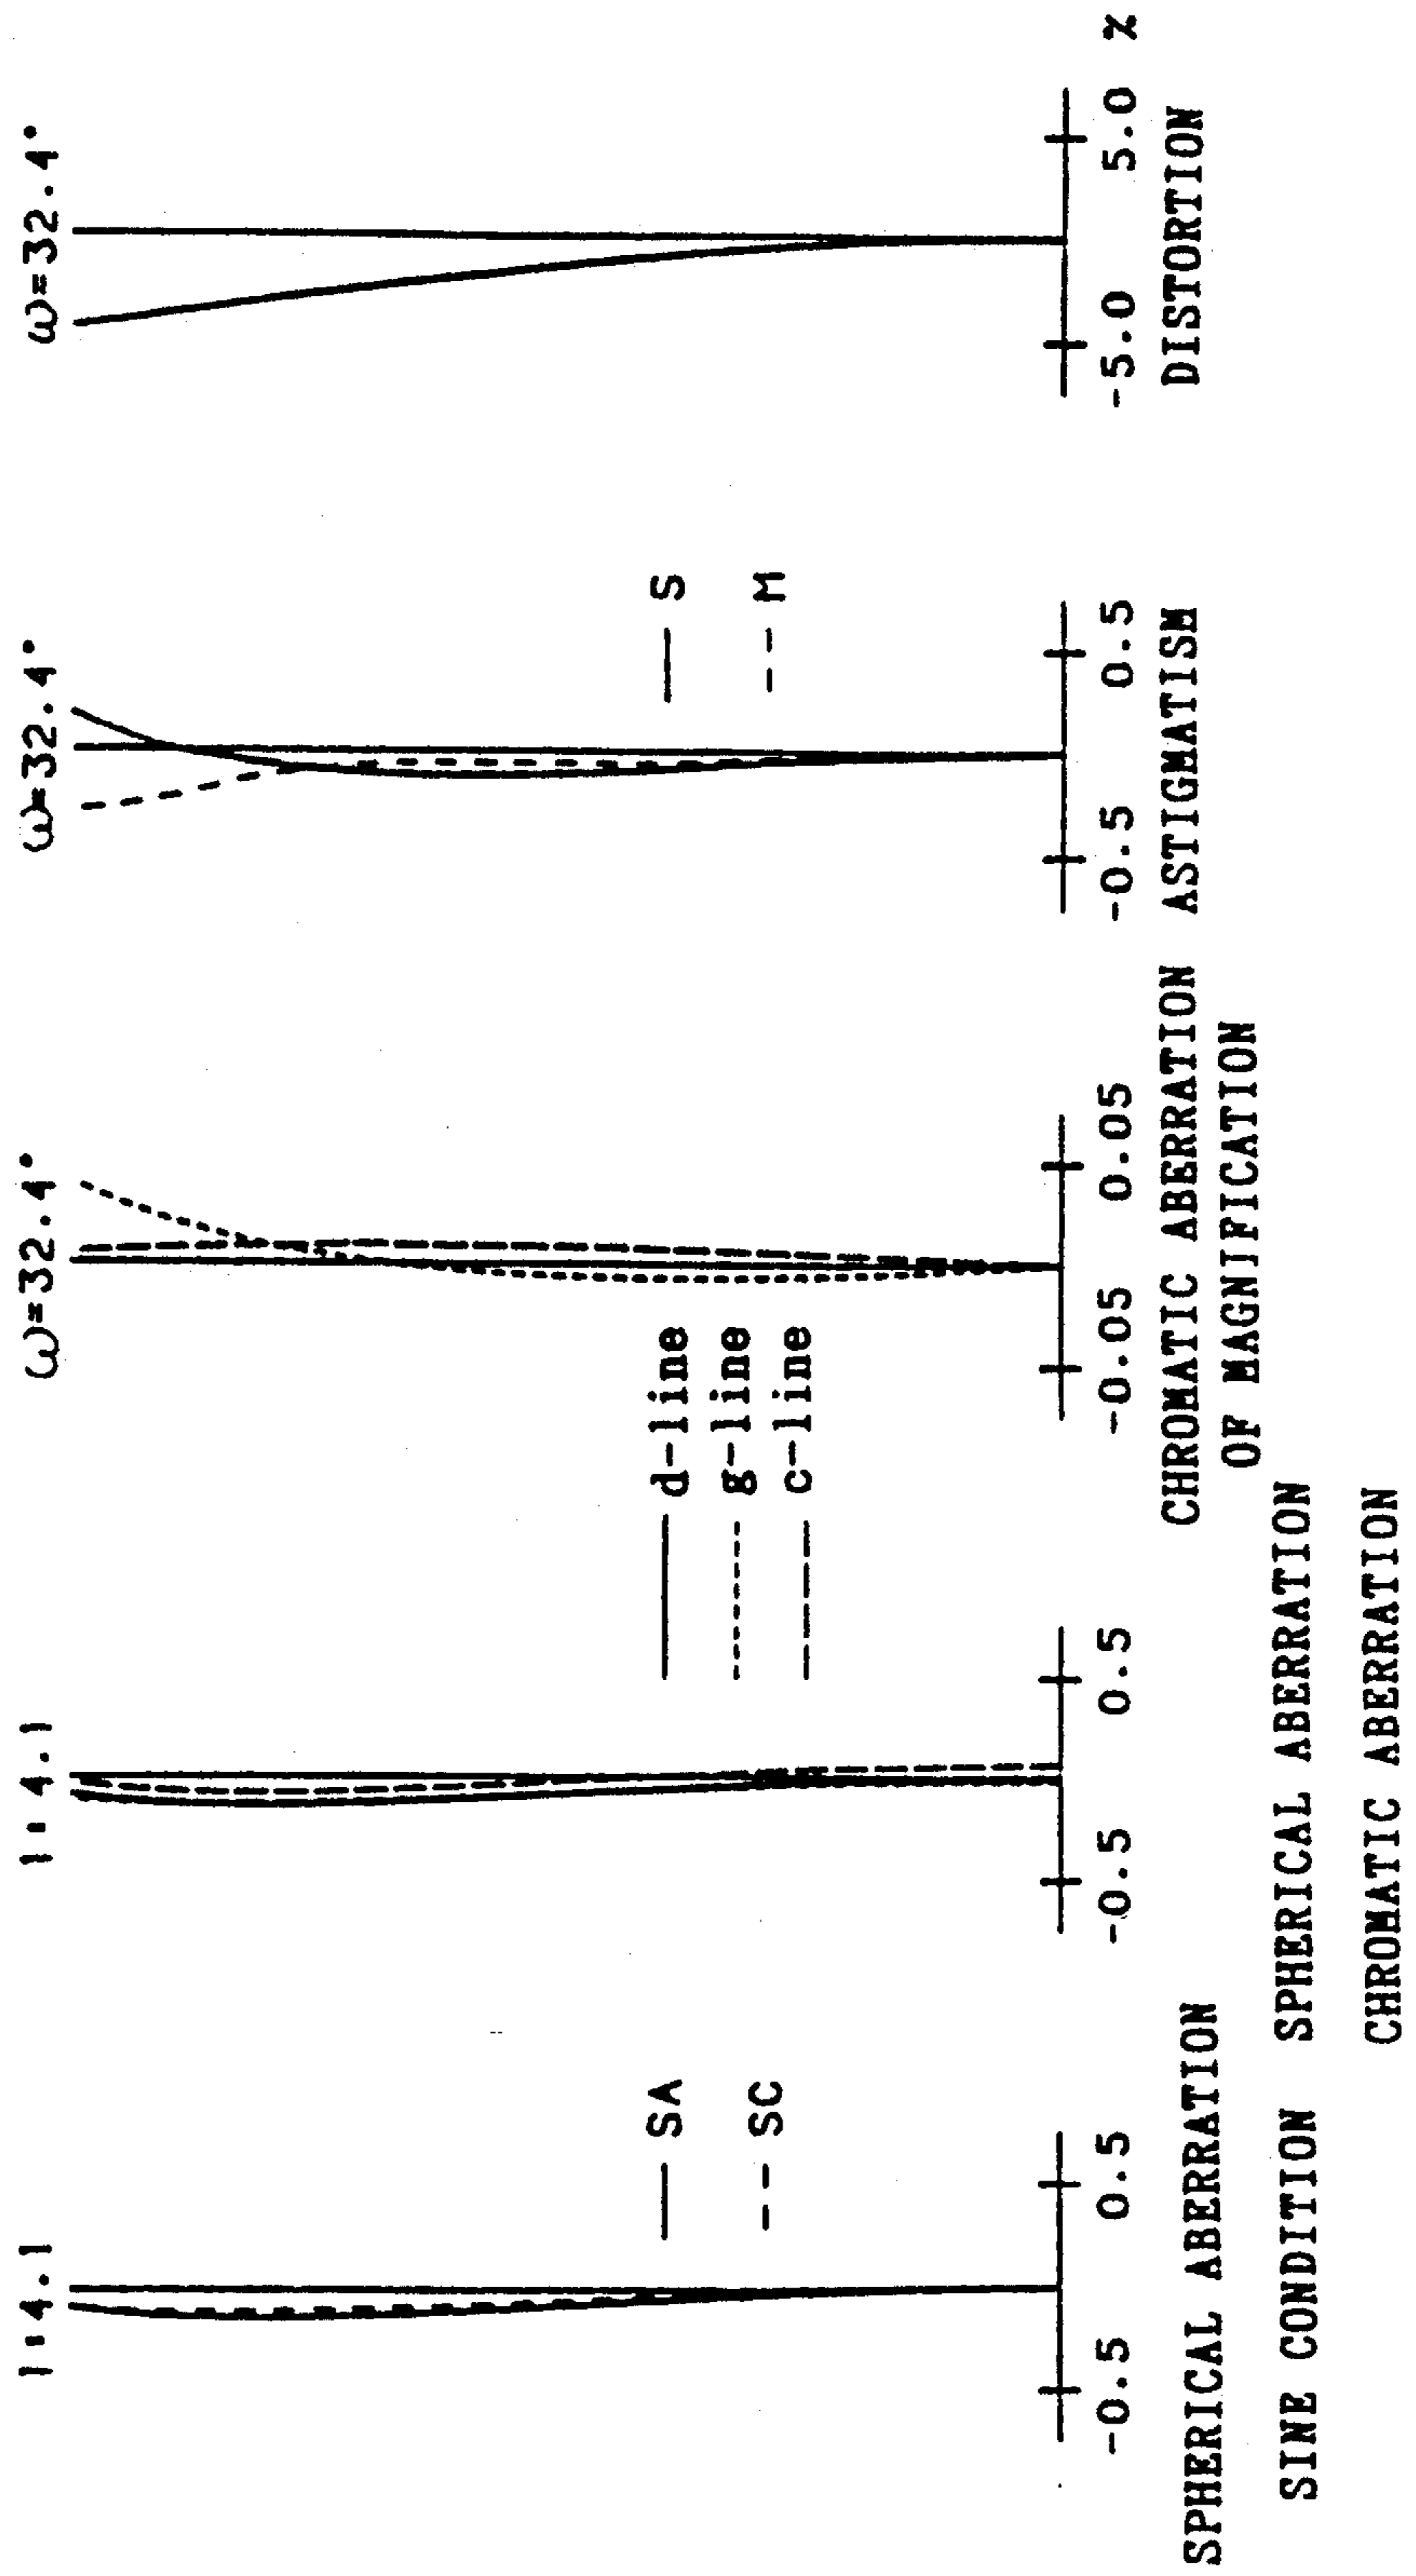 1:4.1
SA
SC
-0.5 0.5
SPHERICAL ABERRATION
SINE CONDITION
1:4.1
d-line
g-line
c-line
-0.5 0.5
SPHERICAL ABERRATION
CHROMATIC ABERRATION
ω=32.4°
-0.05 0.05
CHROMATIC ABERRATION
OF MAGNIFICATION
ω=32.4°
S
M
-0.5 0.5
ASTIGMATISM
ω=32.4°
-5.0 5.0 %
DISTORTION